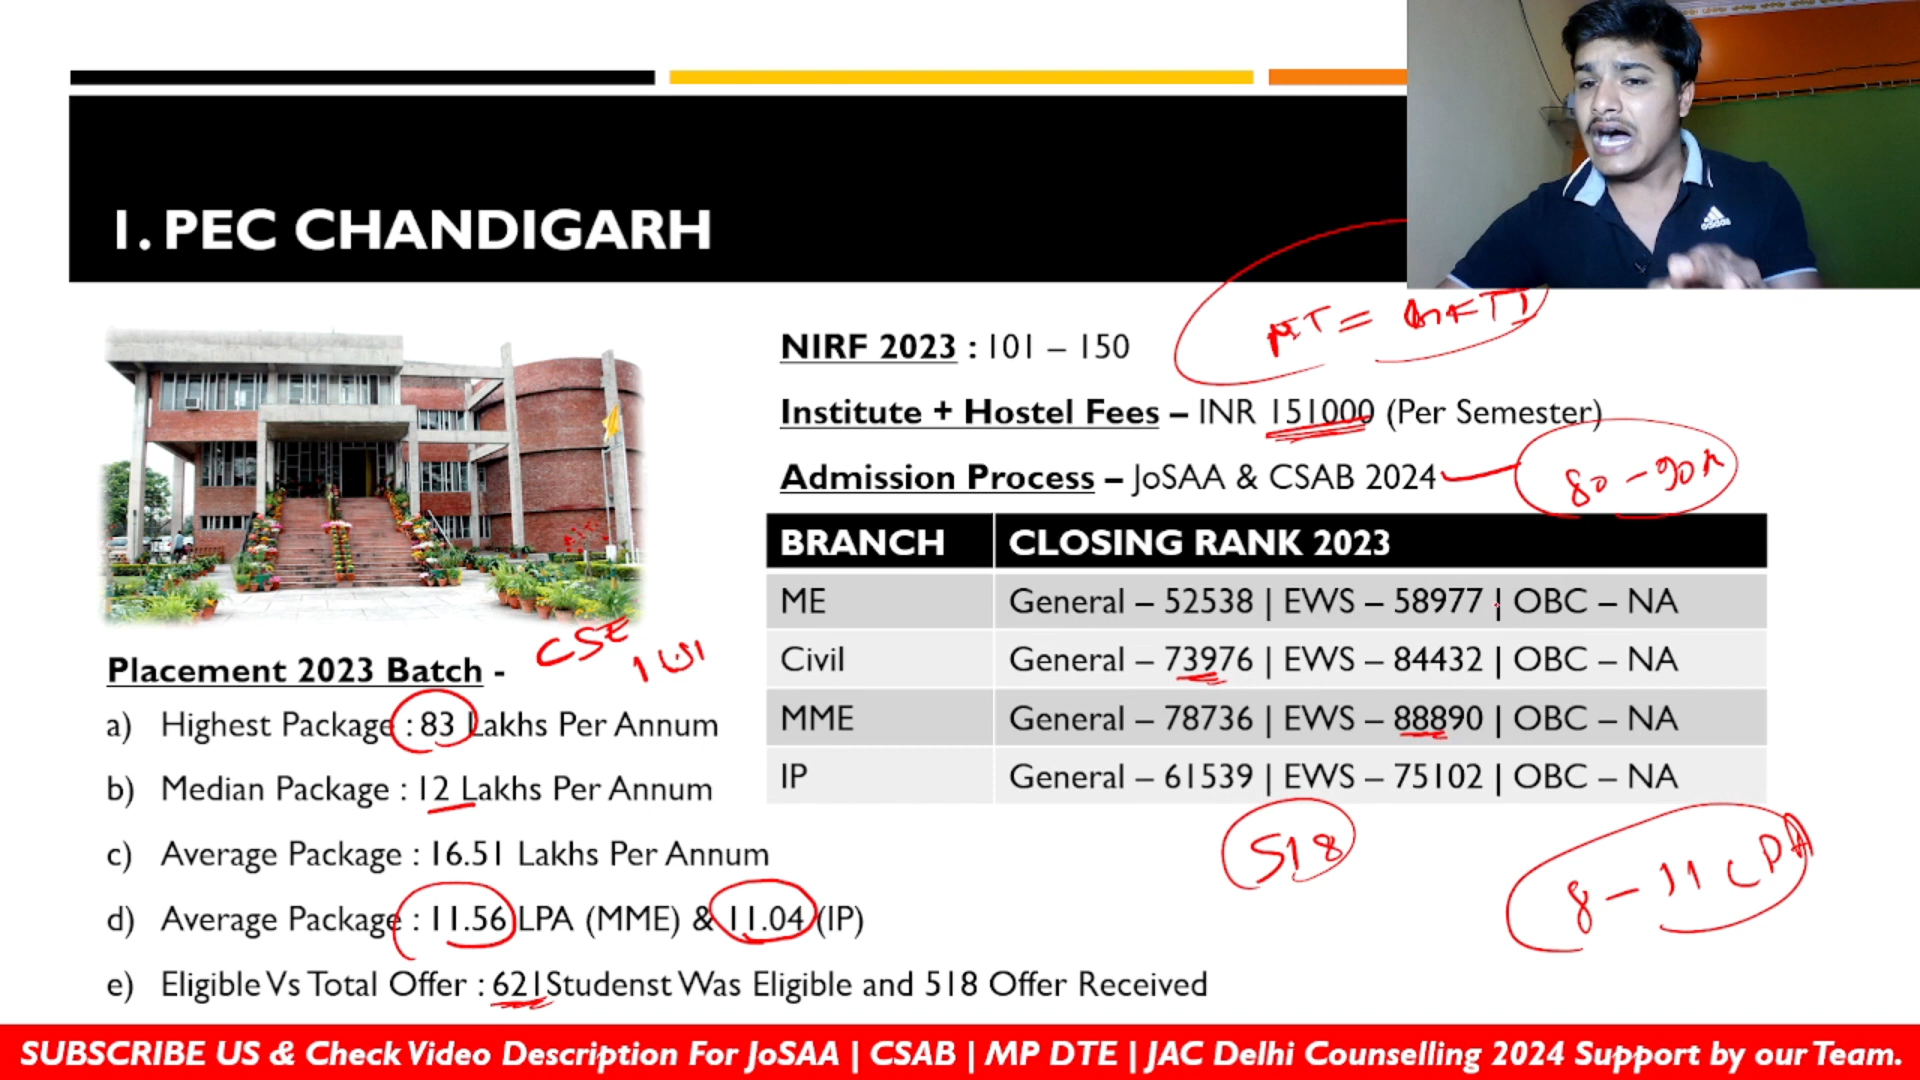 1. PEC CHANDIGARH
adidas
NIRF 2023 : 101 – 150
Institute + Hostel Fees – INR 151000 (Per Semester)
Admission Process – JoSAA & CSAB 2024
80 - 90k
BRANCH CLOSING RANK 2023
ME General – 52538 | EWS – 58977 | OBC – NA
Civil General – 73976 | EWS – 84432 | OBC – NA
MME General – 78736 | EWS – 88890 | OBC – NA
IP General – 61539 | EWS – 75102 | OBC – NA
518
8 - 11 LPA
CSE
Placement 2023 Batch -
a) Highest Package : 83 Lakhs Per Annum
b) Median Package : 12 Lakhs Per Annum
c) Average Package : 16.51 Lakhs Per Annum
d) Average Package : 11.56 LPA (MME) & 11.04 (IP)
e) Eligible Vs Total Offer : 621Studenst Was Eligible and 518 Offer Received
SUBSCRIBE US & Check Video Description For JoSAA | CSAB | MP DTE | JAC Delhi Counselling 2024 Support by our Team.